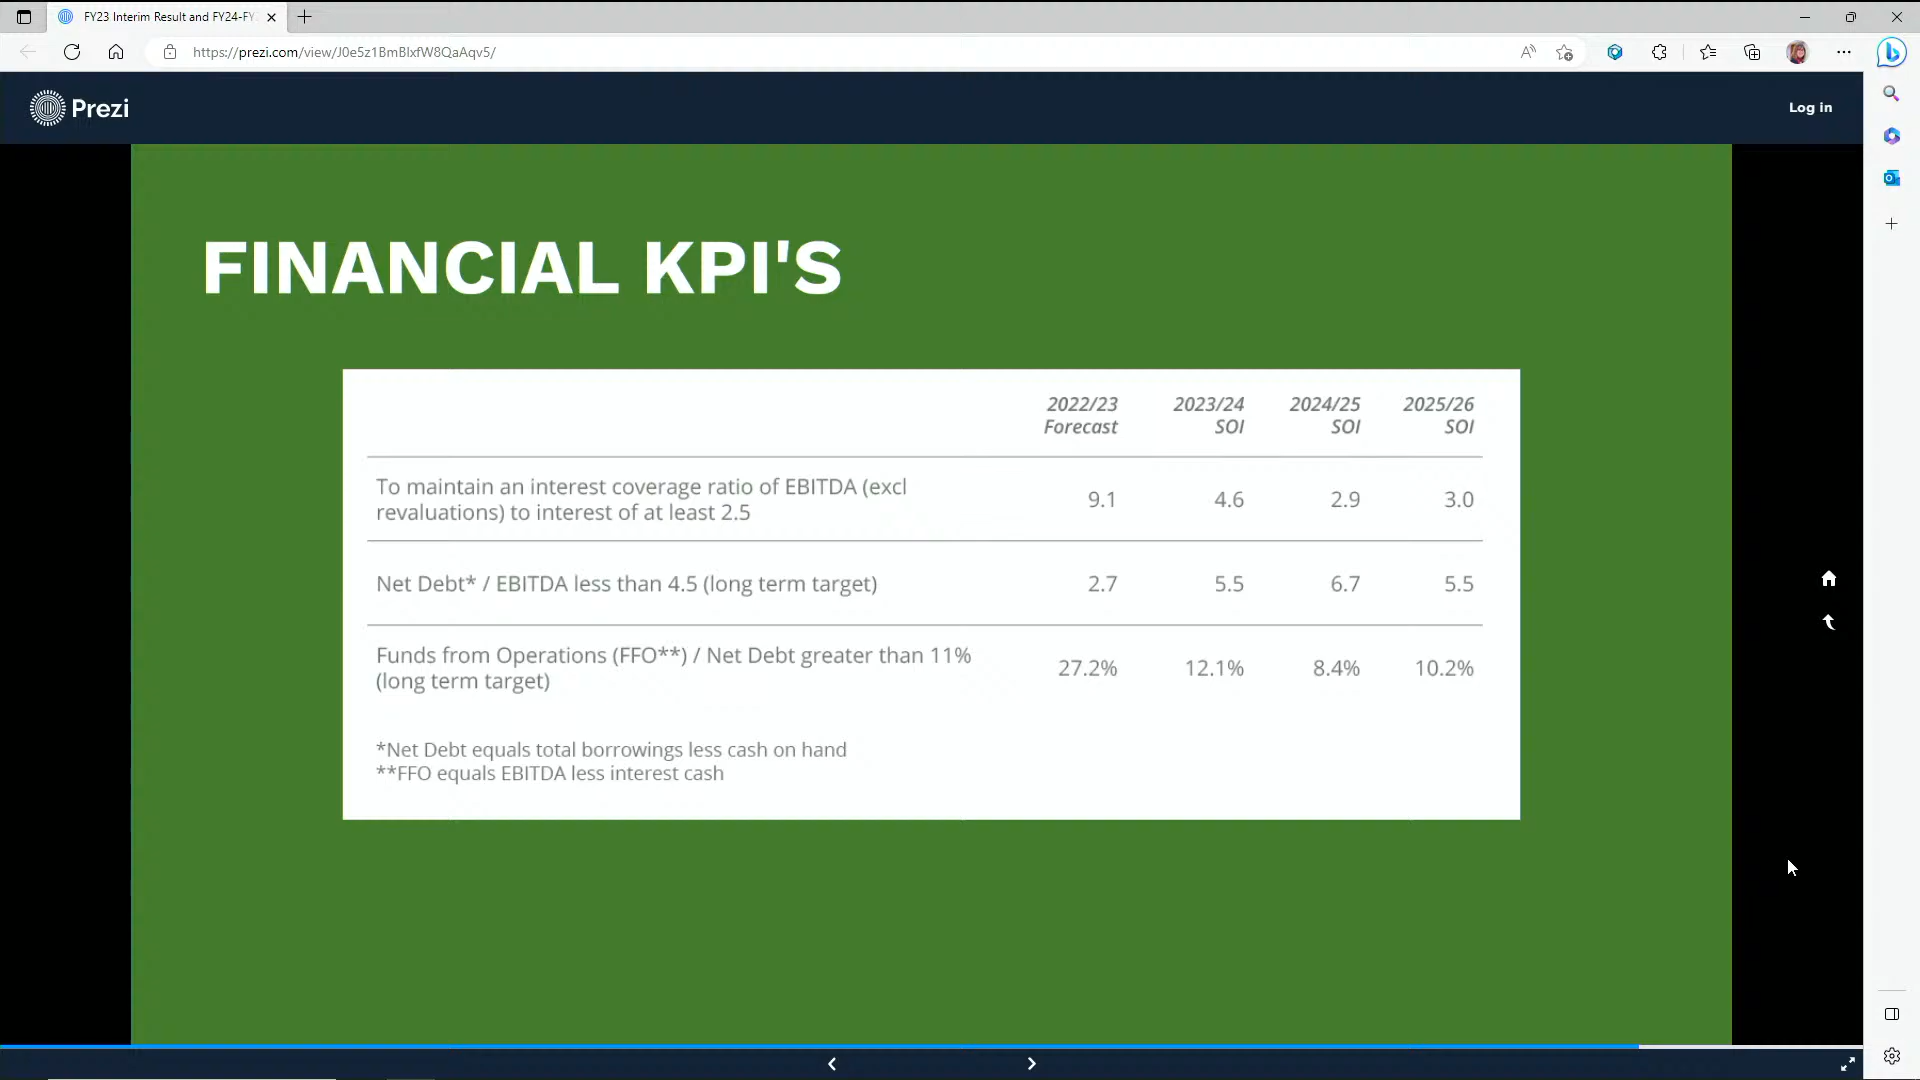 FY23 Interim Result and FY24-FY
https://prezi.com/view/J0e5z1BmBlxfW8QaAqv5/
Prezi
Log in
FINANCIAL KPI'S
2022/23 2023/24 2024/25 2025/26
Forecast SOI SOI SOI
To maintain an interest coverage ratio of EBITDA (excl
revaluations) to interest of at least 2.5
9.1 4.6 2.9 3.0
Net Debt* / EBITDA less than 4.5 (long term target) 2.7 5.5 6.7 5.5
Funds from Operations (FFO**) / Net Debt greater than 11%
(long term target)
27.2% 12.1% 8.4% 10.2%
*Net Debt equals total borrowings less cash on hand
**FFO equals EBITDA less interest cash